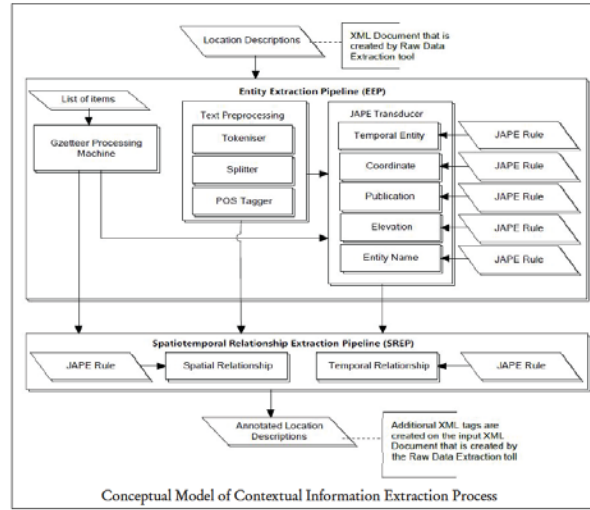 Location Descriptions
XML Document that is
created by Raw Data
Extraction tool
Entity Extraction Pipeline (EEP)
List of items
Gzetteer Processing
Machine
Text Preprocessing
Tokeniser
Splitter
POS Tagger
JAPE Transducer
Temporal Entity
JAPE Rule
Coordinate
JAPE Rule
Publication
JAPE Rule
Elevation
JAPE Rule
Entity Name
JAPE Rule
Spatiotemporal Relationship Extraction Pipeline (SREP)
JAPE Rule
Spatial Relationship
Temporal Relationship
JAPE Rule
Annotated Location
Descriptions
Additional XML tags are
created on the input XML
Document that is created by
the Raw Data Extraction toll
Conceptual Model of Contextual Information Extraction Process